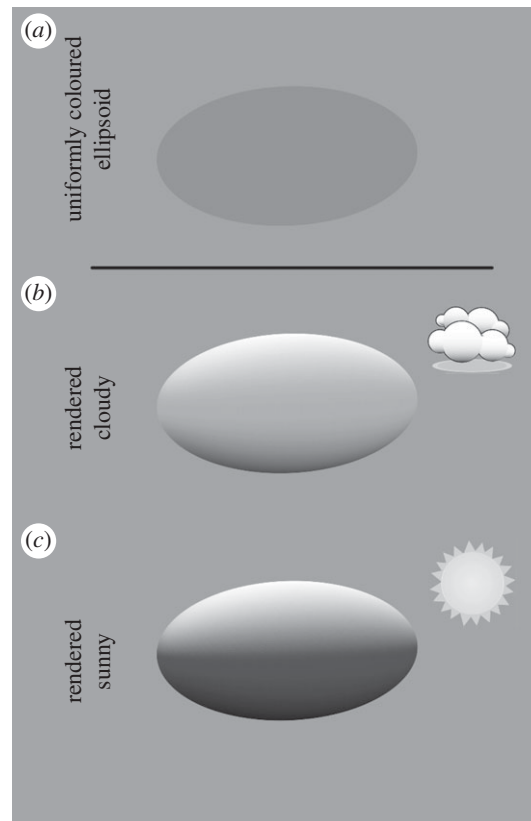 (a)
uniformly coloured
ellipsoid
(b)
rendered
cloudy
(c)
rendered
sunny